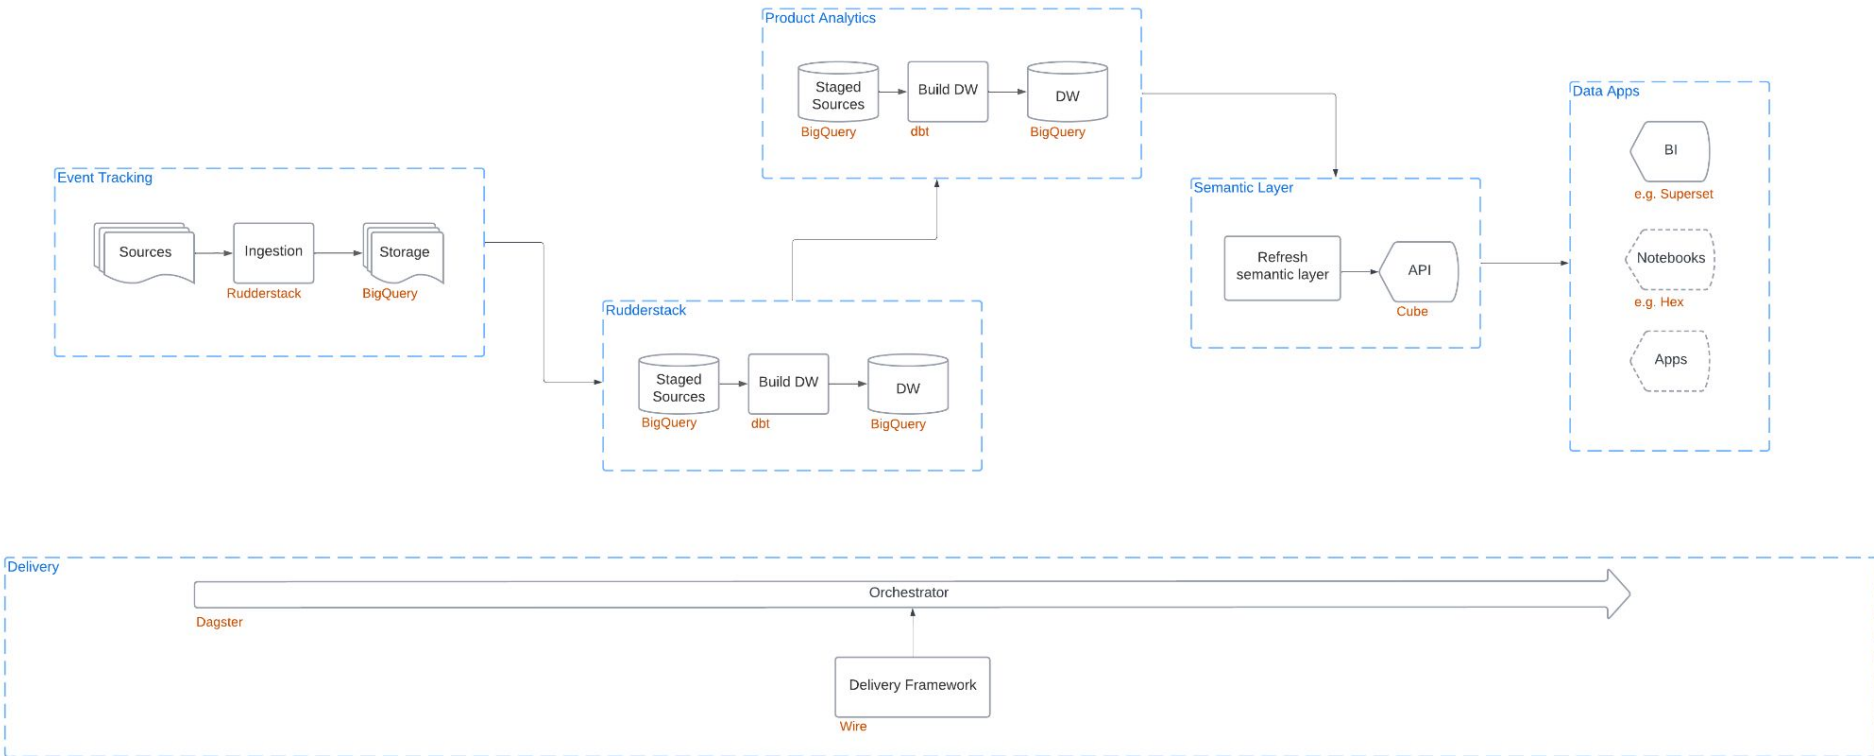 Product Analytics
Staged
Sources
Build DW
DW
BigQuery
dbt
BigQuery
Data Apps
BI
e.g. Superset
Notebooks
e.g. Hex
Apps
Event Tracking
Sources
Ingestion
Storage
Rudderstack
BigQuery
Semantic Layer
Refresh
semantic layer
API
Cube
Rudderstack
Staged
Sources
Build DW
DW
BigQuery
dbt
BigQuery
Delivery
Orchestrator
Dagster
Delivery Framework
Wire